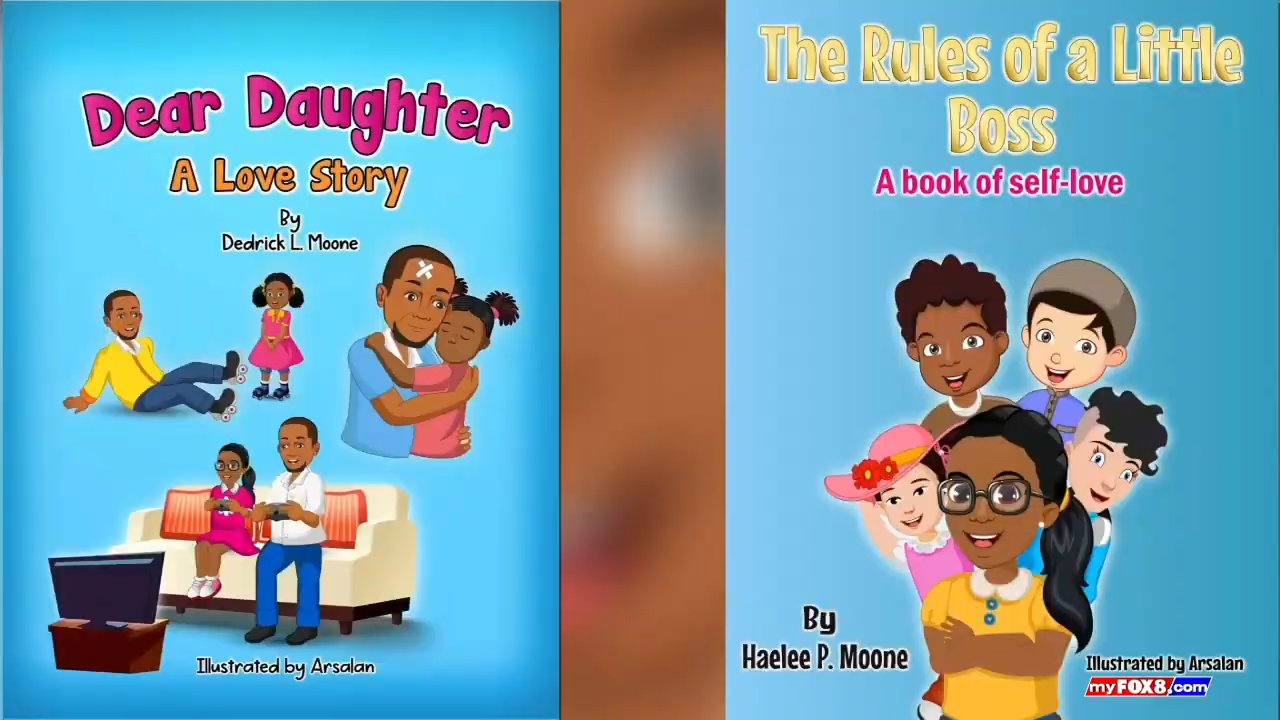 Dear Daughter
A Love Story
By
Dedrick L. Moone
Illustrated by Arsalan
The Rules of a Little
Boss
A book of self-love
By
Haelee P. Moone
Illustrated by Arsalan
myFOX8.com